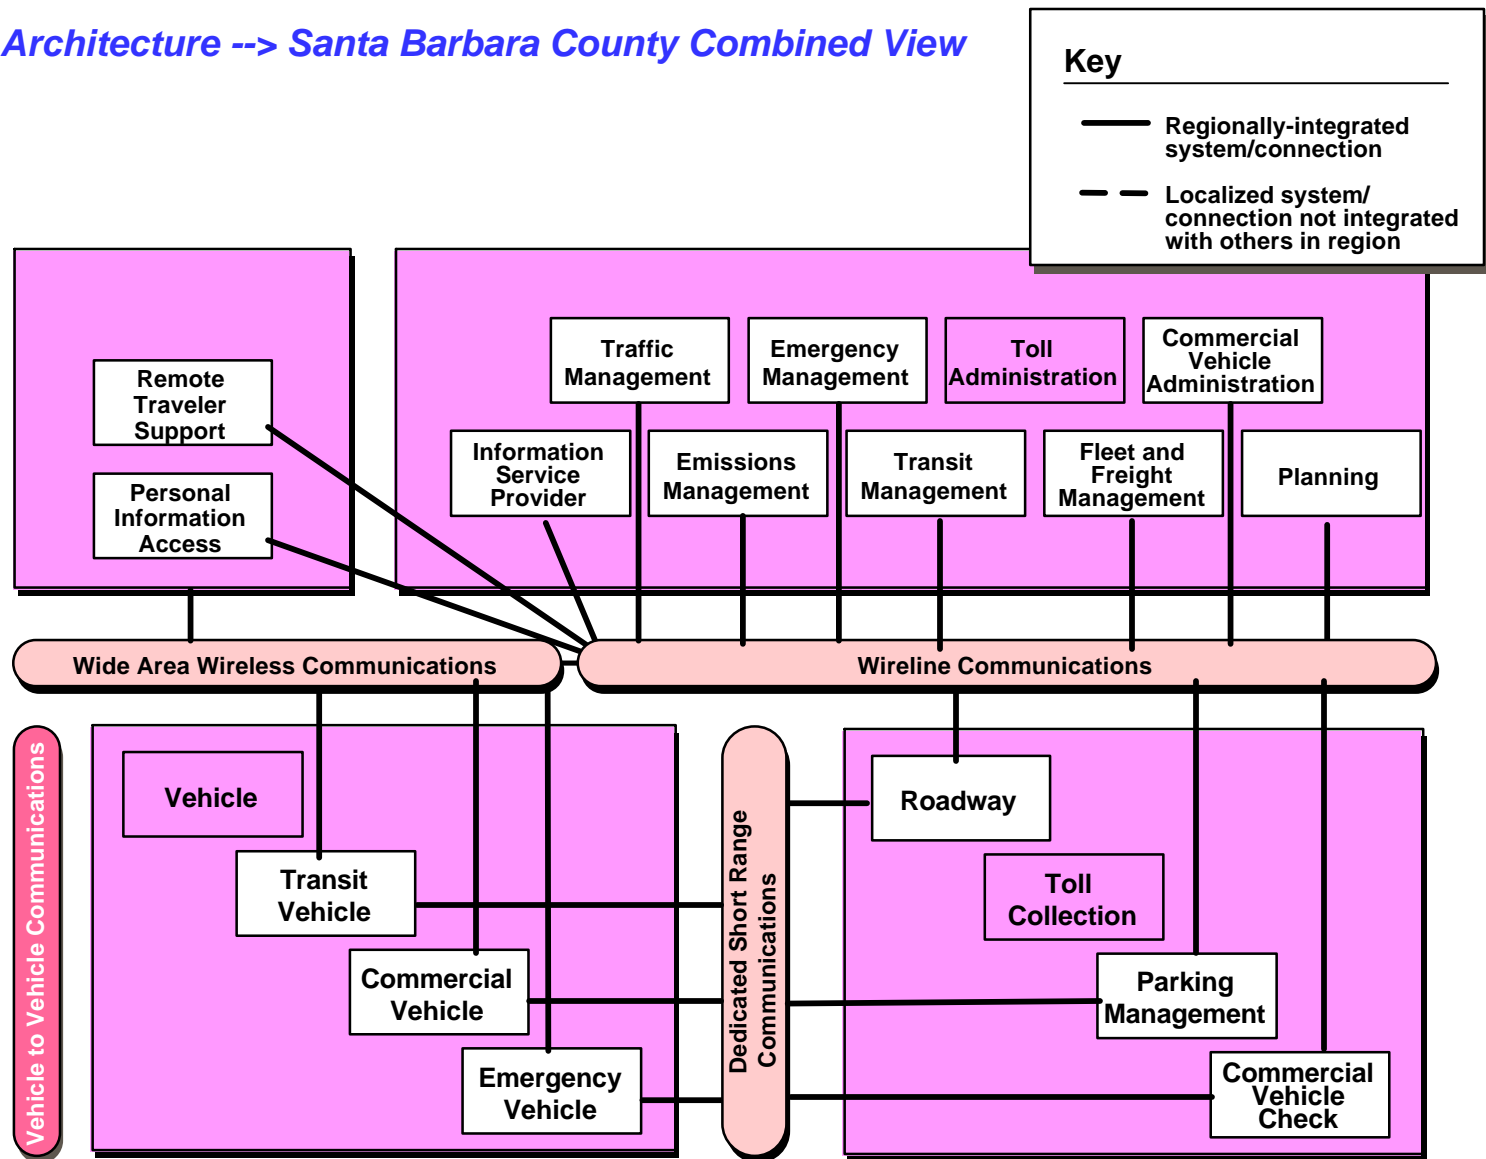 Architecture --> Santa Barbara County Combined View
Key
Regionally-integrated
system/connection
Localized system/
connection not integrated
with others in region
Traffic
Management
Emergency
Management
Toll
Administration
Commercial
Vehicle
Administration
Remote
Traveler
Support
Information
Service
Provider
Emissions
Management
Transit
Management
Fleet and
Freight
Management
Planning
Personal
Information
Access
Wide Area Wireless Communications
Wireline Communications
Vehicle to Vehicle Communications
Vehicle
Transit
Vehicle
Commercial
Vehicle
Emergency
Vehicle
Dedicated Short Range
Communications
Roadway
Toll
Collection
Parking
Management
Commercial
Vehicle
Check